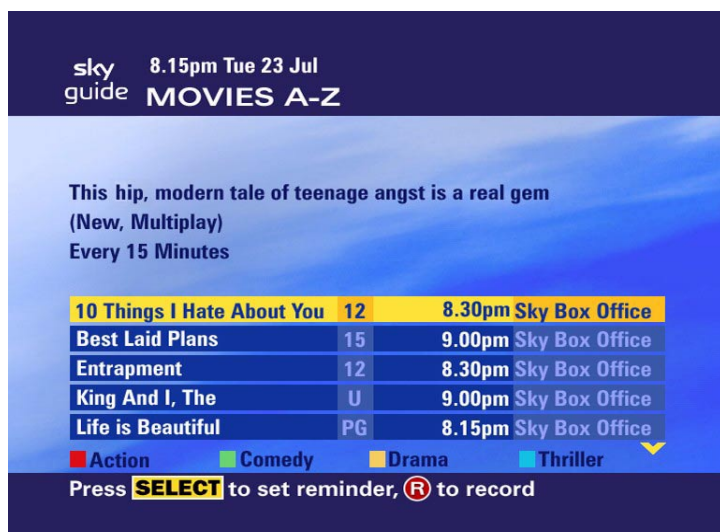 sky guide 8.15pm Tue 23 Jul
MOVIES A-Z
This hip, modern tale of teenage angst is a real gem
(New, Multiplay)
Every 15 Minutes
10 Things I Hate About You 12 8.30pm Sky Box Office
Best Laid Plans 15 9.00pm Sky Box Office
Entrapment 12 8.30pm Sky Box Office
King And I, The U 9.00pm Sky Box Office
Life is Beautiful PG 8.15pm Sky Box Office
Action Comedy Drama Thriller
Press SELECT to set reminder, R to record